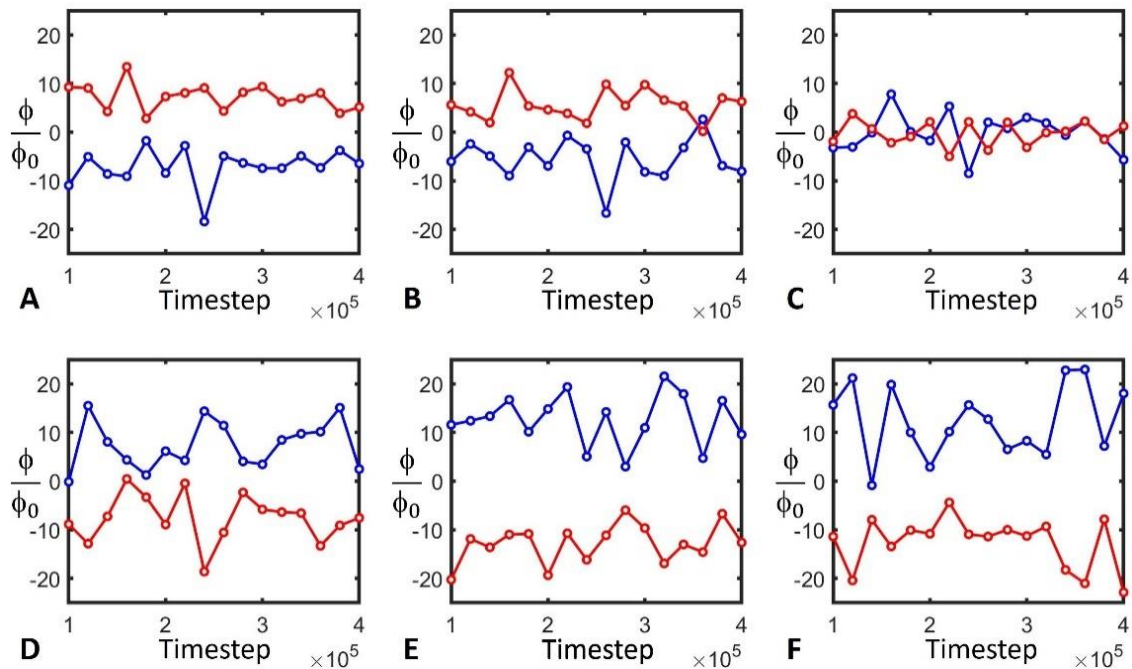 20
10
0
-10
-20
ϕ
ϕ0
1 2 3 4
A Timestep ×10^5
20
10
0
-10
-20
ϕ
ϕ0
1 2 3 4
B Timestep ×10^5
20
10
0
-10
-20
ϕ
ϕ0
1 2 3 4
C Timestep ×10^5
20
10
0
-10
-20
ϕ
ϕ0
1 2 3 4
D Timestep ×10^5
20
10
0
-10
-20
ϕ
ϕ0
1 2 3 4
E Timestep ×10^5
20
10
0
-10
-20
ϕ
ϕ0
1 2 3 4
F Timestep ×10^5